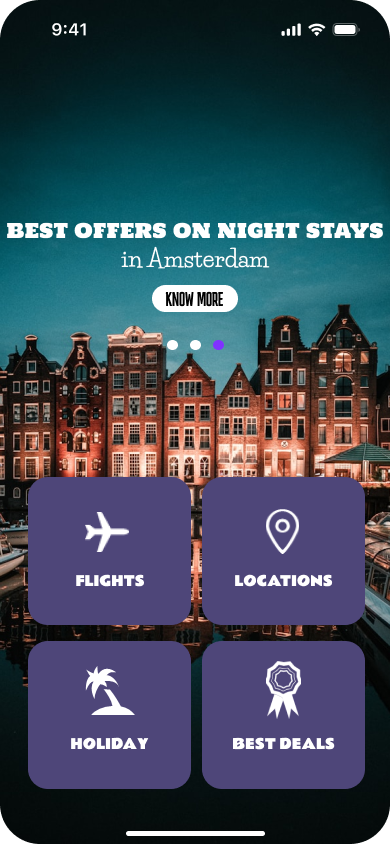 9:41
BEST OFFERS ON NIGHT STAYS
in Amsterdam
KNOW MORE
FLIGHTS
LOCATIONS
HOLIDAY
BEST DEALS